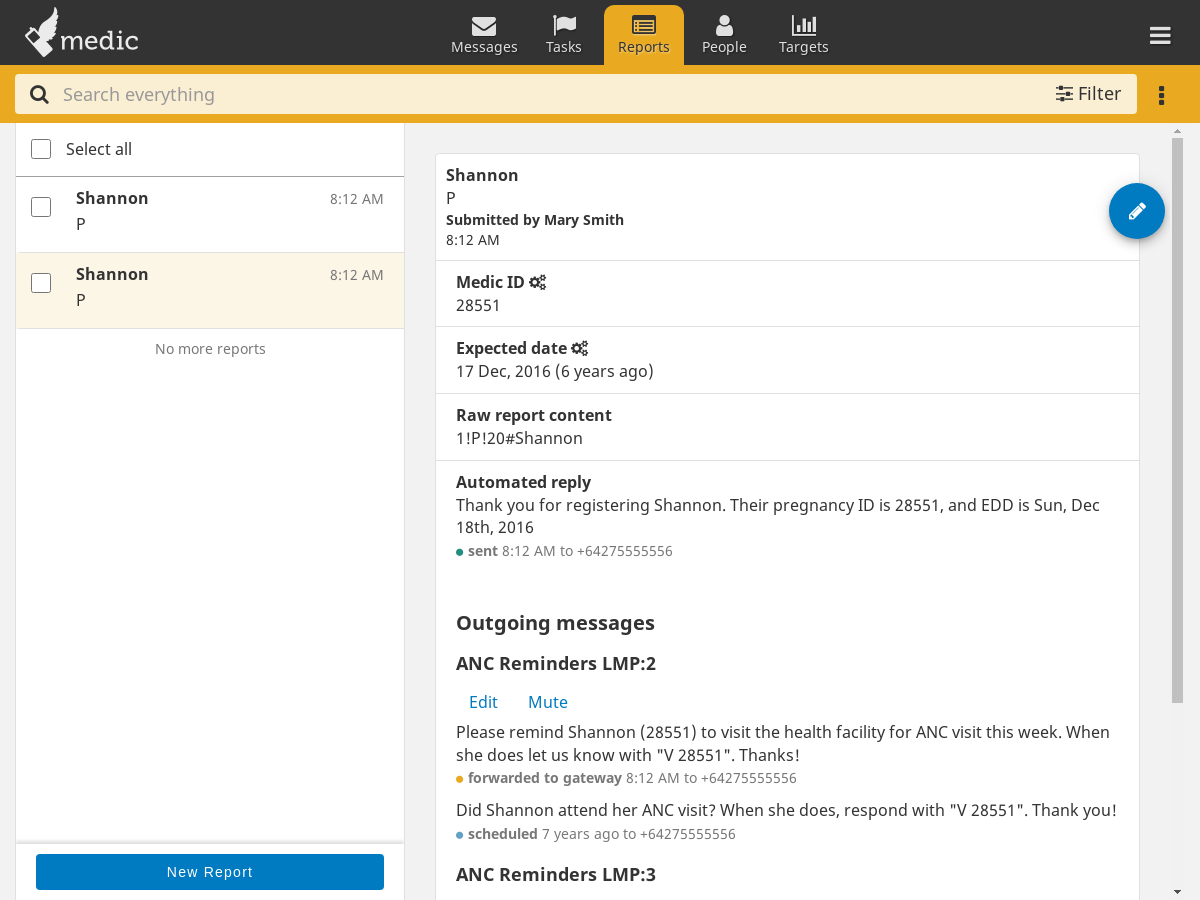 medic
Messages
Tasks
Reports
People
Targets
Search everything
Filter
Select all
Shannon
8:12 AM
P
Shannon
8:12 AM
P
No more reports
New Report
Shannon
P
Submitted by Mary Smith
8:12 AM
Medic ID
28551
Expected date
17 Dec, 2016 (6 years ago)
Raw report content
1!P!20#Shannon
Automated reply
Thank you for registering Shannon. Their pregnancy ID is 28551, and EDD is Sun, Dec
18th, 2016
sent 8:12 AM to +64275555556
Outgoing messages
ANC Reminders LMP:2
Edit
Mute
Please remind Shannon (28551) to visit the health facility for ANC visit this week. When
she does let us know with "V 28551". Thanks!
forwarded to gateway 8:12 AM to +64275555556
Did Shannon attend her ANC visit? When she does, respond with "V 28551". Thank you!
scheduled 7 years ago to +64275555556
ANC Reminders LMP:3